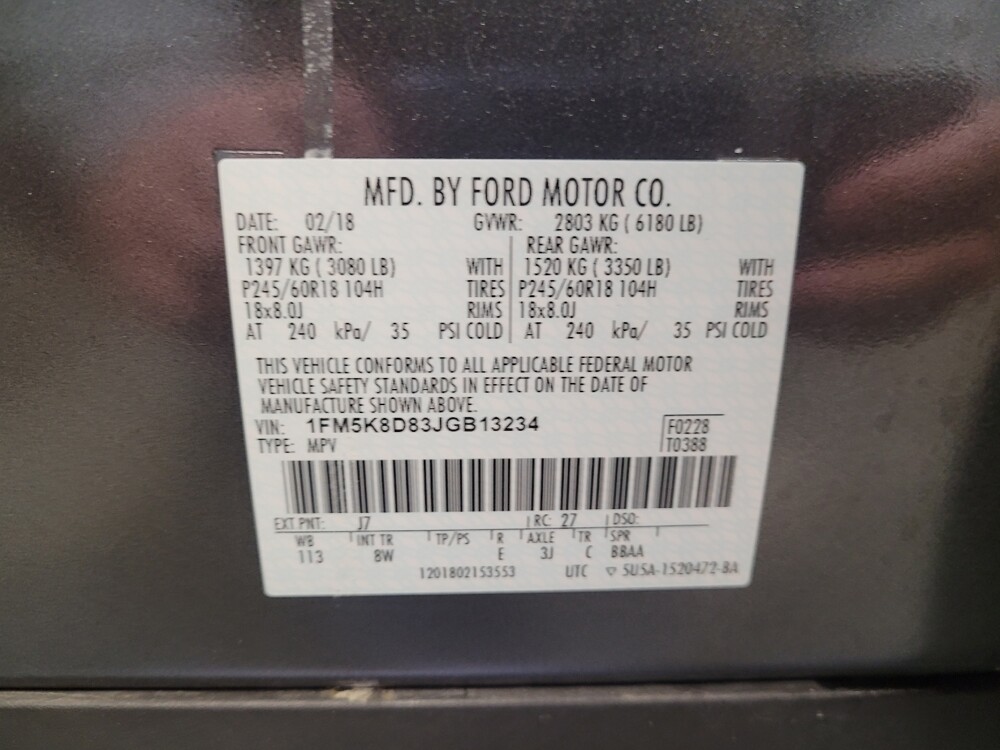 MFD. BY FORD MOTOR CO.
DATE: 02/18 GVWR: 2803 KG ( 6180 LB)
FRONT GAWR: REAR GAWR:
1397 KG ( 3080 LB) WITH 1520 KG ( 3350 LB) WITH
P245/60R18 104H TIRES P245/60R18 104H TIRES
18x8.0J RIMS 18x8.0J RIMS
AT 240 kPa/ 35 PSI COLD AT 240 kPa/ 35 PSI COLD
THIS VEHICLE CONFORMS TO ALL APPLICABLE FEDERAL MOTOR
VEHICLE SAFETY STANDARDS IN EFFECT ON THE DATE OF
MANUFACTURE SHOWN ABOVE.
VIN: 1FM5K8D83JGB13234 F0228
TYPE: MPV T0388
EXT PNT: J7 RC: 27 DSO:
WB INT TR TP/PS R AXLE TR SPR
113 8W E 3J C BBAA
1201802153553 UTC ▽ 5U5A-1520472-BA